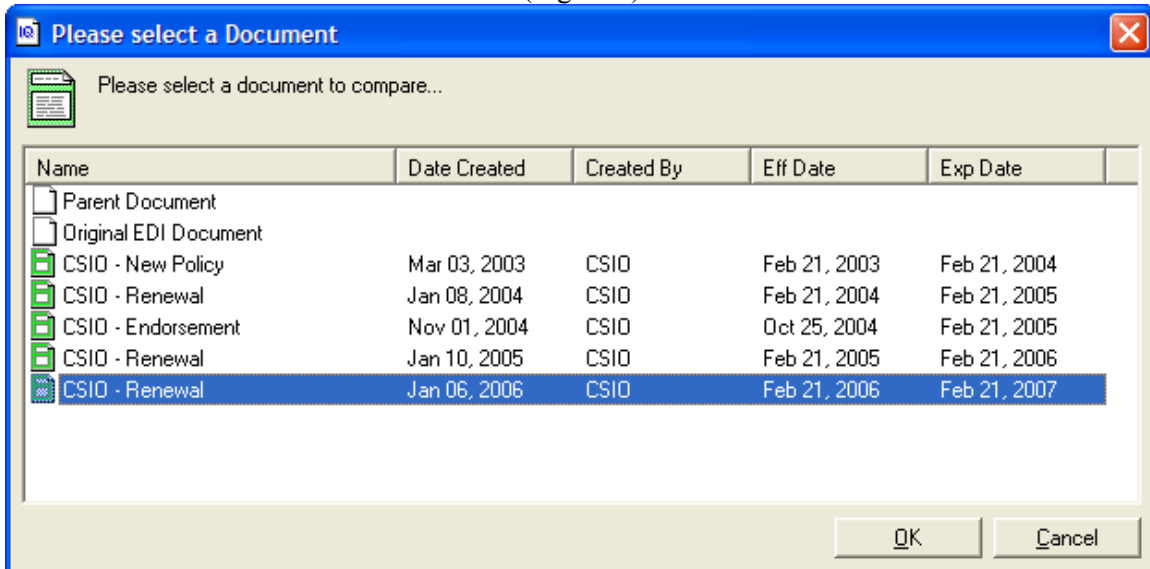 IQ Please select a Document
Please select a document to compare...
Name Date Created Created By Eff Date Exp Date
Parent Document
Original EDI Document
CSIO - New Policy Mar 03, 2003 CSIO Feb 21, 2003 Feb 21, 2004
CSIO - Renewal Jan 08, 2004 CSIO Feb 21, 2004 Feb 21, 2005
CSIO - Endorsement Nov 01, 2004 CSIO Oct 25, 2004 Feb 21, 2005
CSIO - Renewal Jan 10, 2005 CSIO Feb 21, 2005 Feb 21, 2006
CSIO - Renewal Jan 06, 2006 CSIO Feb 21, 2006 Feb 21, 2007
OK Cancel